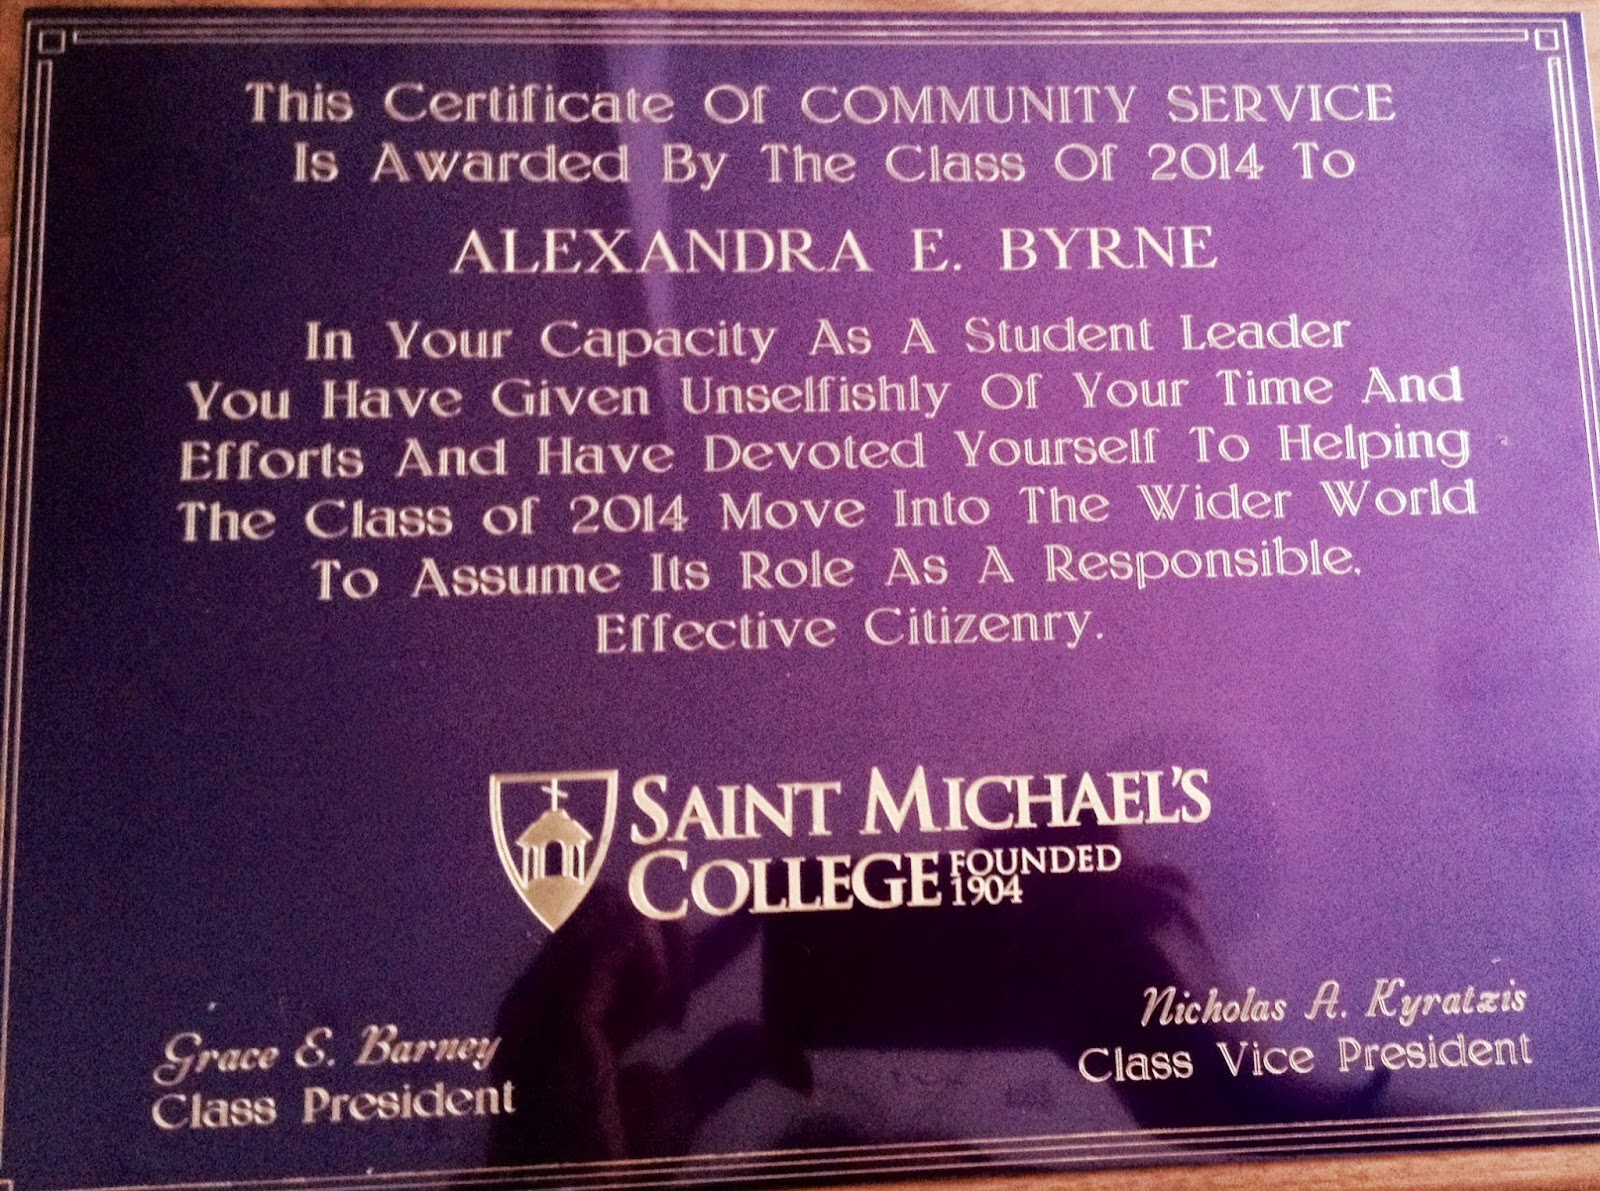 This Certificate Of COMMUNITY SERVICE
Is Awarded By The Class Of 2014 To
ALEXANDRA E. BYRNE
In Your Capacity As A Student Leader
You Have Given Unselfishly Of Your Time And
Efforts And Have Devoted Yourself To Helping
The Class of 2014 Move Into The Wider World
To Assume Its Role As A Responsible,
Effective Citizenry.
SAINT MICHAEL'S
COLLEGE FOUNDED
1904
Grace E. Barney
Class President
Nicholas A. Kyratzis
Class Vice President